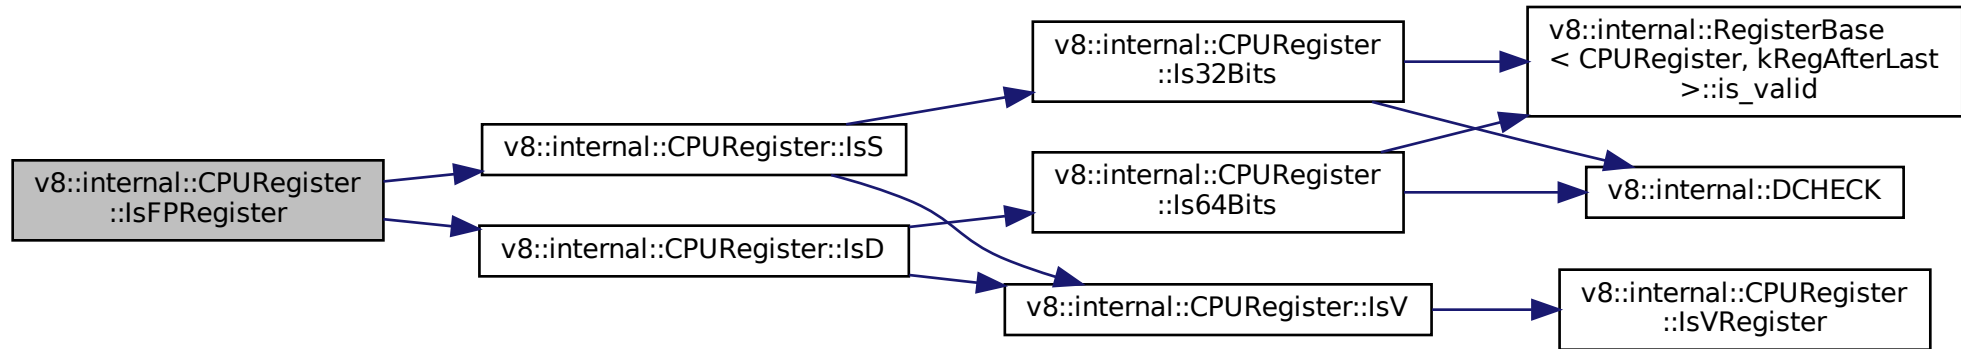 v8::internal::CPURegister
::IsFPRegister
v8::internal::CPURegister::IsS
v8::internal::CPURegister::IsD
v8::internal::CPURegister
::Is32Bits
v8::internal::CPURegister
::Is64Bits
v8::internal::CPURegister::IsV
v8::internal::RegisterBase
< CPURegister, kRegAfterLast
>::is_valid
v8::internal::DCHECK
v8::internal::CPURegister
::IsVRegister